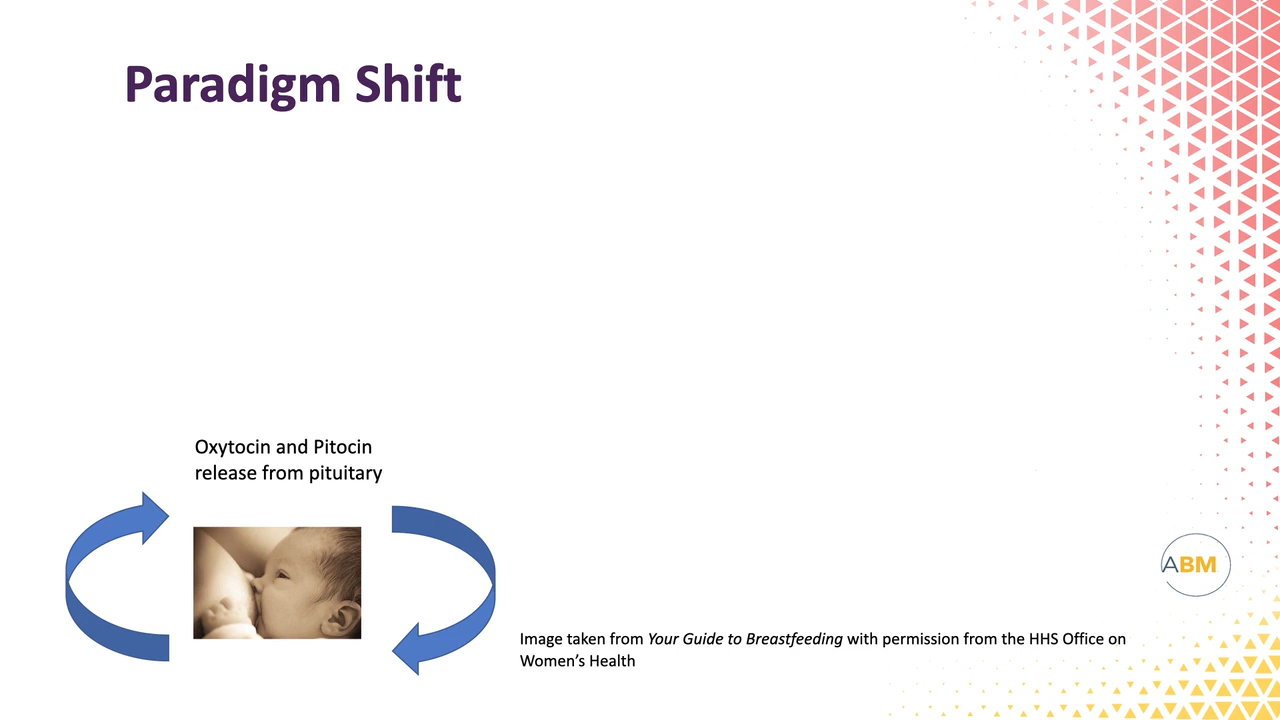 Paradigm Shift
Oxytocin and Pitocin
release from pituitary
ABM
Image taken from Your Guide to Breastfeeding with permission from the HHS Office on
Women’s Health